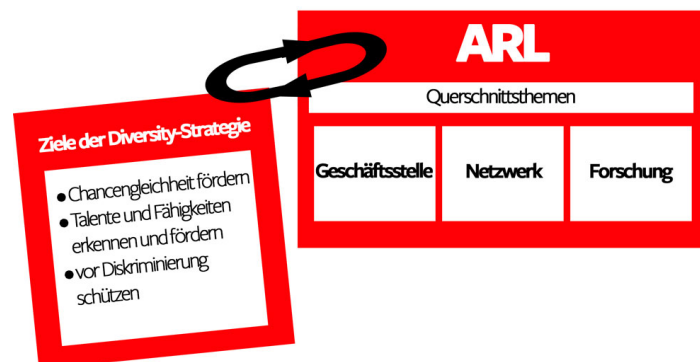 ARL
Querschnittsthemen
Geschäftsstelle
Netzwerk
Forschung
Ziele der Diversity-Strategie
• Chancengleichheit fördern
• Talente und Fähigkeiten
erkennen und fördern
• vor Diskriminierung
schützen